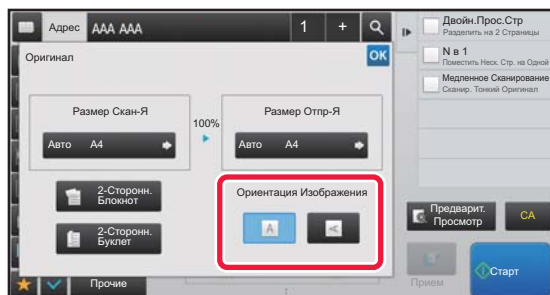 Адрес AAA AAA 1 +
Оригинал
OK
Размер Скан-Я
100%
Размер Отпр-Я
Авто A4
Авто A4
2-Сторонн.
Блокнот
2-Сторонн.
Буклет
Ориентация Изображения
A
A
Прочие
Двойн.Прос.Стр
Разделить на 2 Страницы
N в 1
Поместить Неск. Стр. на Одной
Медленное Сканирование
Сканир. Тонкий Оригинал
Предварит.
Просмотр
CA
Прием
Старт